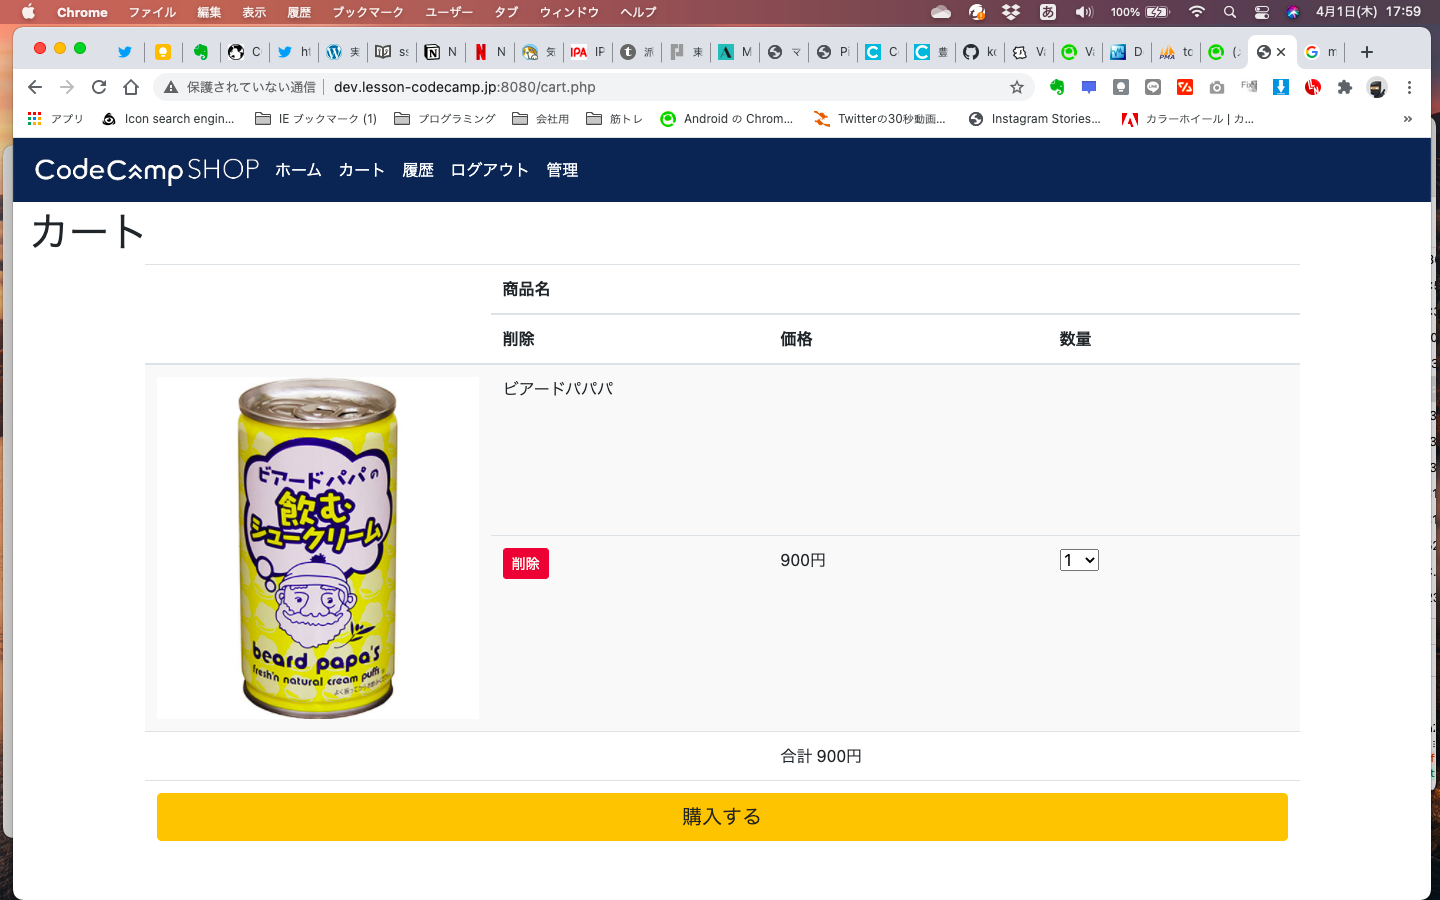 Chrome ファイル 編集 表示 履歴 ブックマーク ユーザー タブ ウィンドウ ヘルプ 100% 4月1日(木) 17:59
保護されていない通信 dev.lesson-codecamp.jp:8080/cart.php
アプリ Icon search engin... IE ブックマーク (1) プログラミング 会社用 筋トレ Android の Chrom... Twitterの30秒動画... Instagram Stories... カラーホイール | カ... »
CodeCamp SHOP ホーム カート 履歴 ログアウト 管理
カート
商品名
削除 価格 数量
ビアードパパパ
ビアードパパの
飲む
シュークリーム
beard papa's
fresh'n natural cream puffs
削除 900円 1
合計 900円
購入する